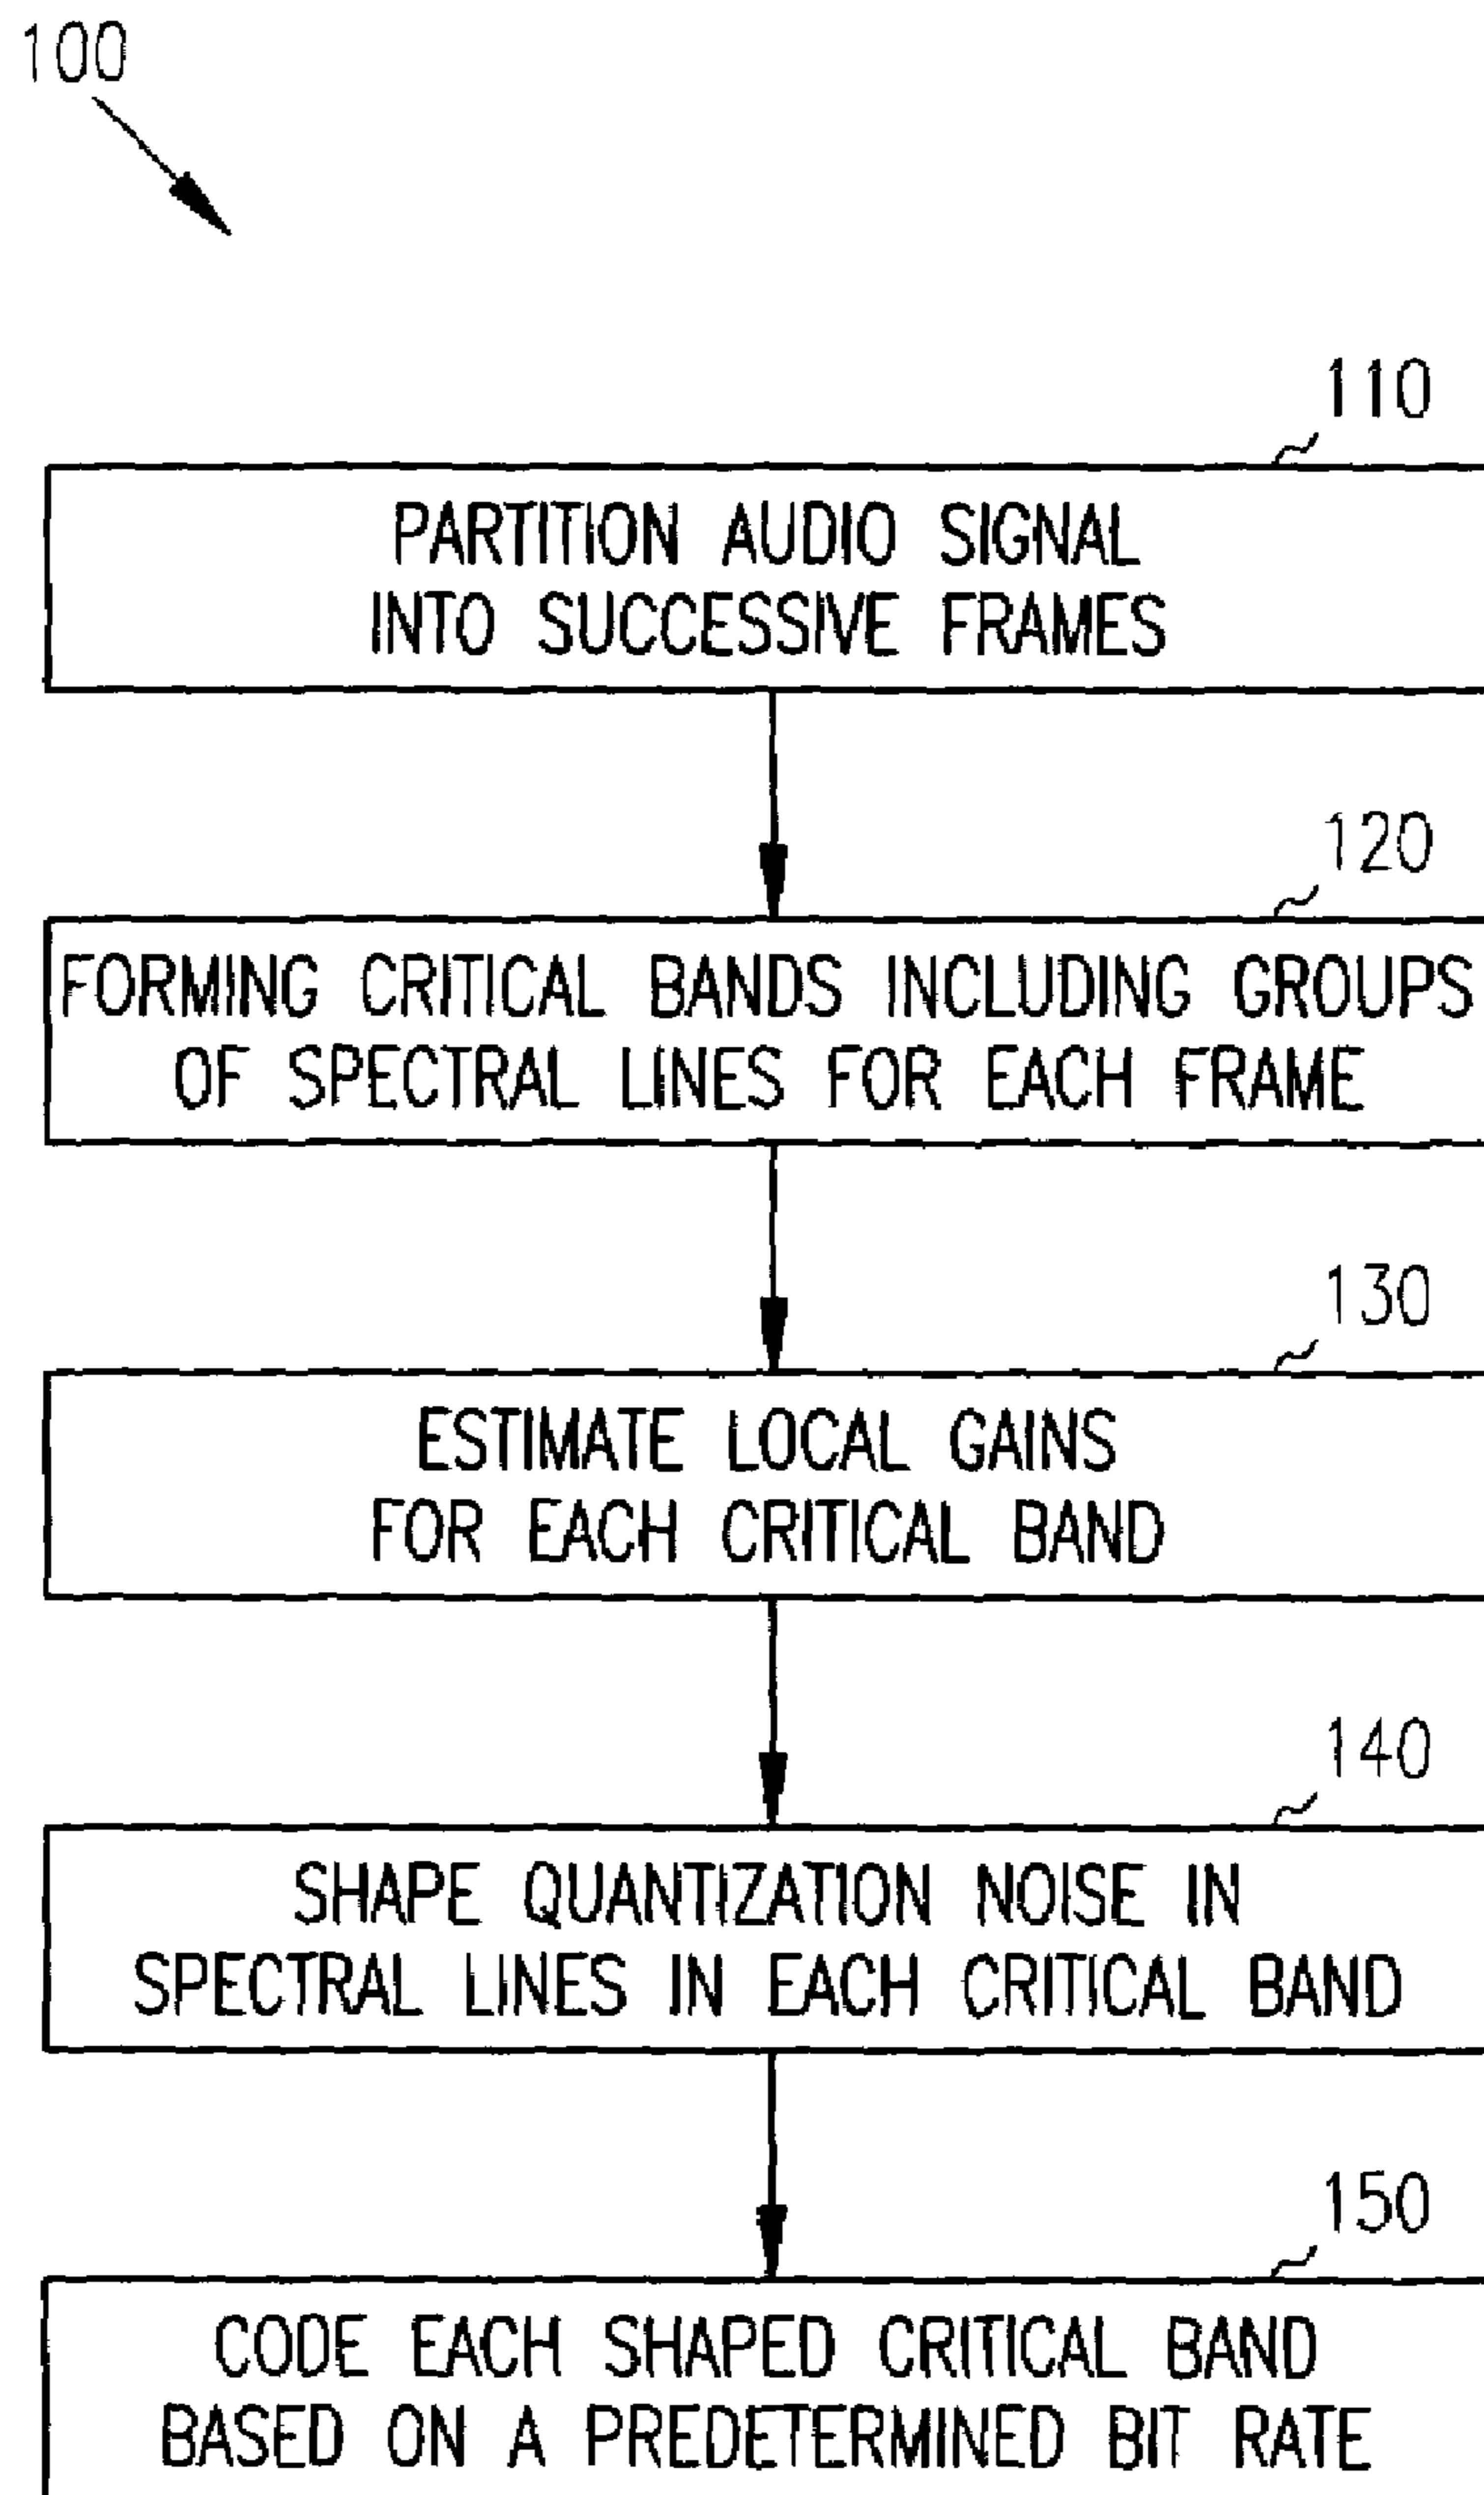 100
110
PARTITION AUDIO SIGNAL
INTO SUCCESSIVE FRAMES
120
FORMING CRITICAL BANDS INCLUDING GROUPS
OF SPECTRAL LINES FOR EACH FRAME
130
ESTIMATE LOCAL GAINS
FOR EACH CRITICAL BAND
140
SHAPE QUANTIZATION NOISE IN
SPECTRAL LINES IN EACH CRITICAL BAND
150
CODE EACH SHAPED CRITICAL BAND
BASED ON A PREDETERMINED BIT RATE